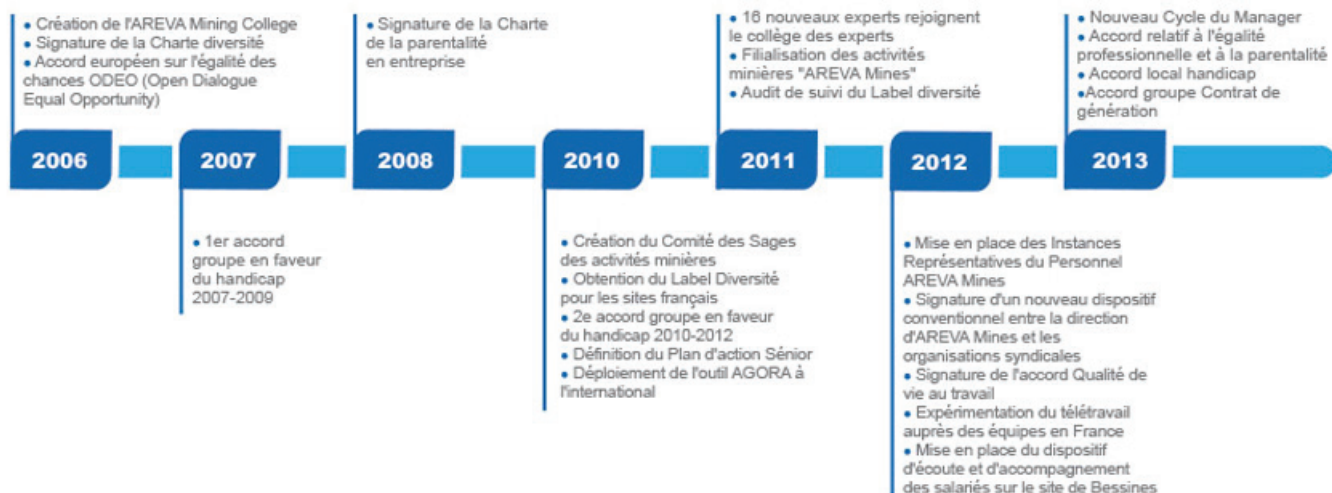 • Création de l'AREVA Mining College
• Signature de la Charte diversité
• Accord européen sur l'égalité des
chances ODEO (Open Dialogue
Equal Opportunity)
2006
2007
• 1er accord
groupe en faveur
du handicap
2007-2009
• Signature de la Charte
de la parentalité
en entreprise
2008
2010
• Création du Comité des Sages
des activités minières
• Obtention du Label Diversité
pour les sites français
• 2e accord groupe en faveur
du handicap 2010-2012
• Définition du Plan d'action Sénior
• Déploiement de l'outil AGORA à
l'international
• 16 nouveaux experts rejoignent
le collège des experts
• Filialisation des activités
minières "AREVA Mines"
• Audit de suivi du Label diversité
2011
2012
• Mise en place des Instances
Représentatives du Personnel
AREVA Mines
• Signature d'un nouveau dispositif
conventionnel entre la direction
d'AREVA Mines et les
organisations syndicales
• Signature de l'accord Qualité de
vie au travail
• Expérimentation du télétravail
auprès des équipes en France
• Mise en place du dispositif
d'écoute et d'accompagnement
des salariés sur le site de Bessines
• Nouveau Cycle du Manager
• Accord relatif à l'égalité
professionnelle et à la parentalité
• Accord local handicap
•Accord groupe Contrat de
génération
2013